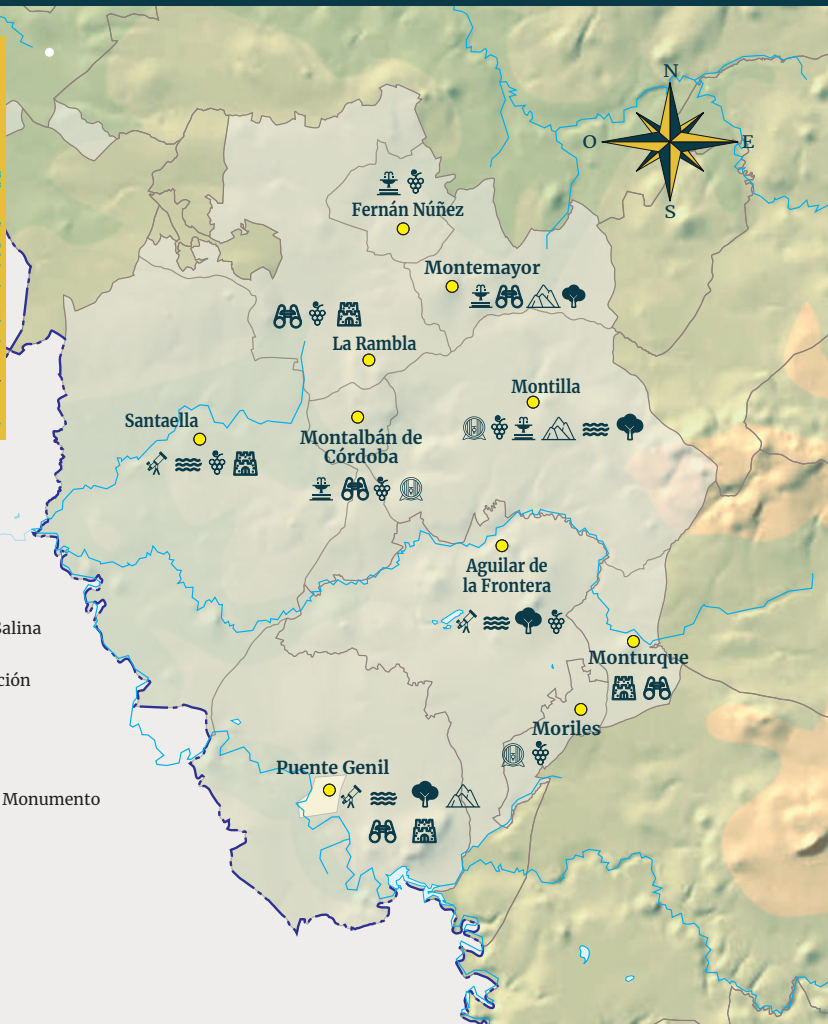 N
O
E
S
Fernán Núñez
Montemayor
La Rambla
Montilla
Santaella
Montalbán de
Córdoba
Aguilar de
la Frontera
Salina
Monturque
ción
Moriles
Puente Genil
Monumento